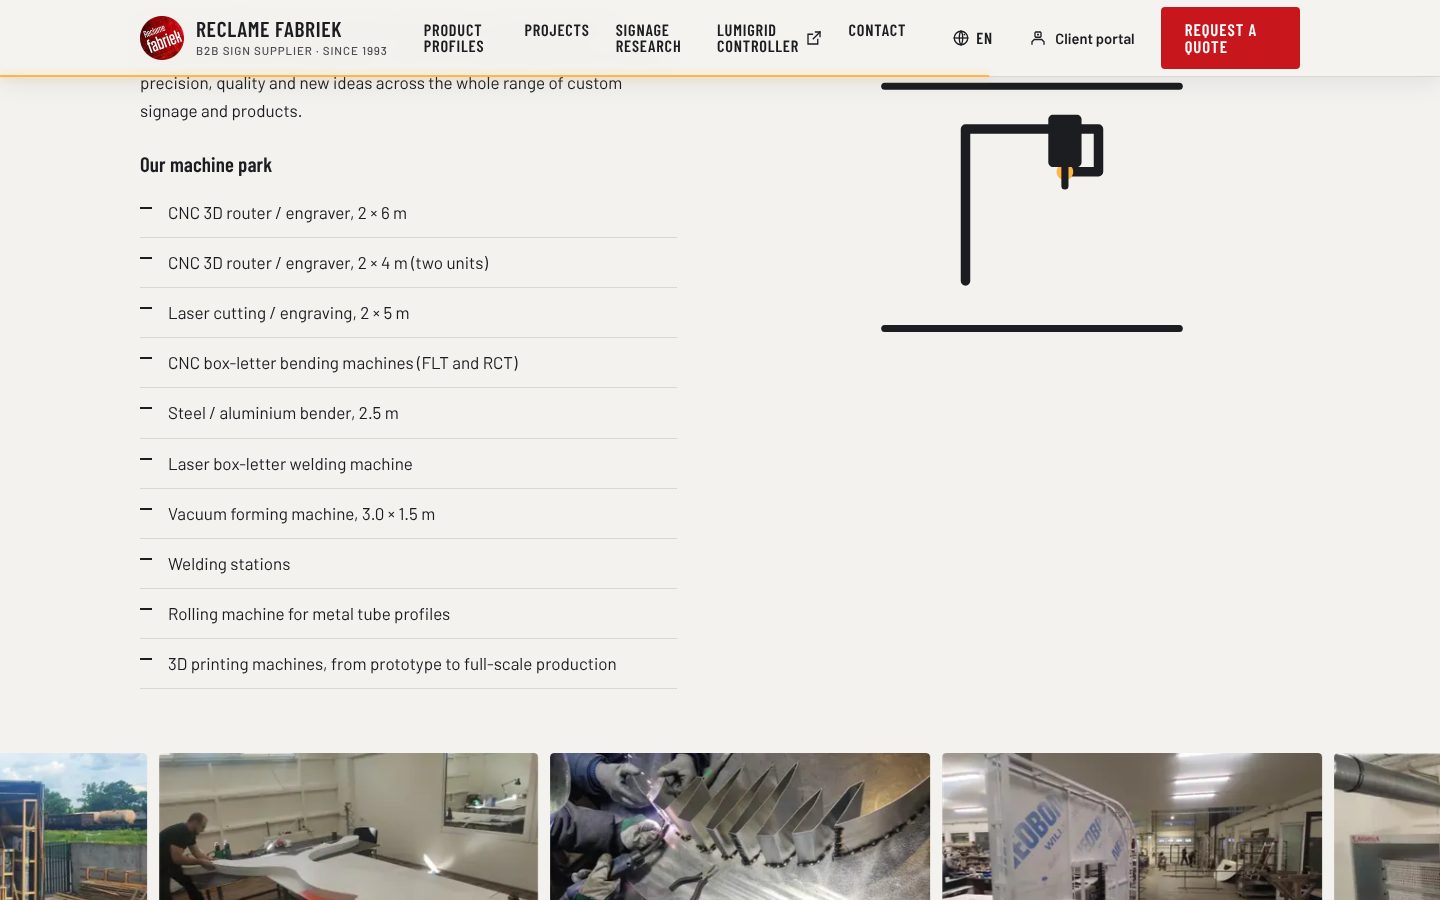 Reclame
fabriek
RECLAME FABRIEK
B2B SIGN SUPPLIER · SINCE 1993
PRODUCT
PROFILES
PROJECTS
SIGNAGE
RESEARCH
LUMIGRID
CONTROLLER
CONTACT
EN
Client portal
REQUEST A
QUOTE
precision, quality and new ideas across the whole range of custom
signage and products.
Our machine park
CNC 3D router / engraver, 2 × 6 m
CNC 3D router / engraver, 2 × 4 m (two units)
Laser cutting / engraving, 2 × 5 m
CNC box-letter bending machines (FLT and RCT)
Steel / aluminium bender, 2.5 m
Laser box-letter welding machine
Vacuum forming machine, 3.0 × 1.5 m
Welding stations
Rolling machine for metal tube profiles
3D printing machines, from prototype to full-scale production